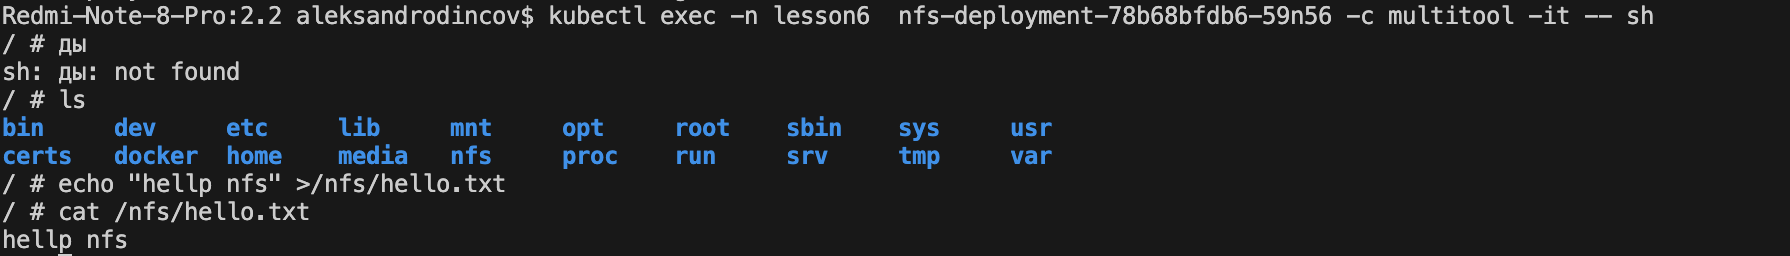 Redmi-Note-8-Pro:2.2 aleksandrodincov$ kubectl exec -n lesson6  nfs-deployment-78b68bfdb6-59n56 -c multitool -it -- sh
/ # ды
sh: ды: not found
/ # ls
bin     dev     etc     lib     mnt     opt     root    sbin    sys     usr
certs   docker  home    media   nfs     proc    run     srv     tmp     var
/ # echo "hellp nfs" >/nfs/hello.txt
/ # cat /nfs/hello.txt
hellp nfs